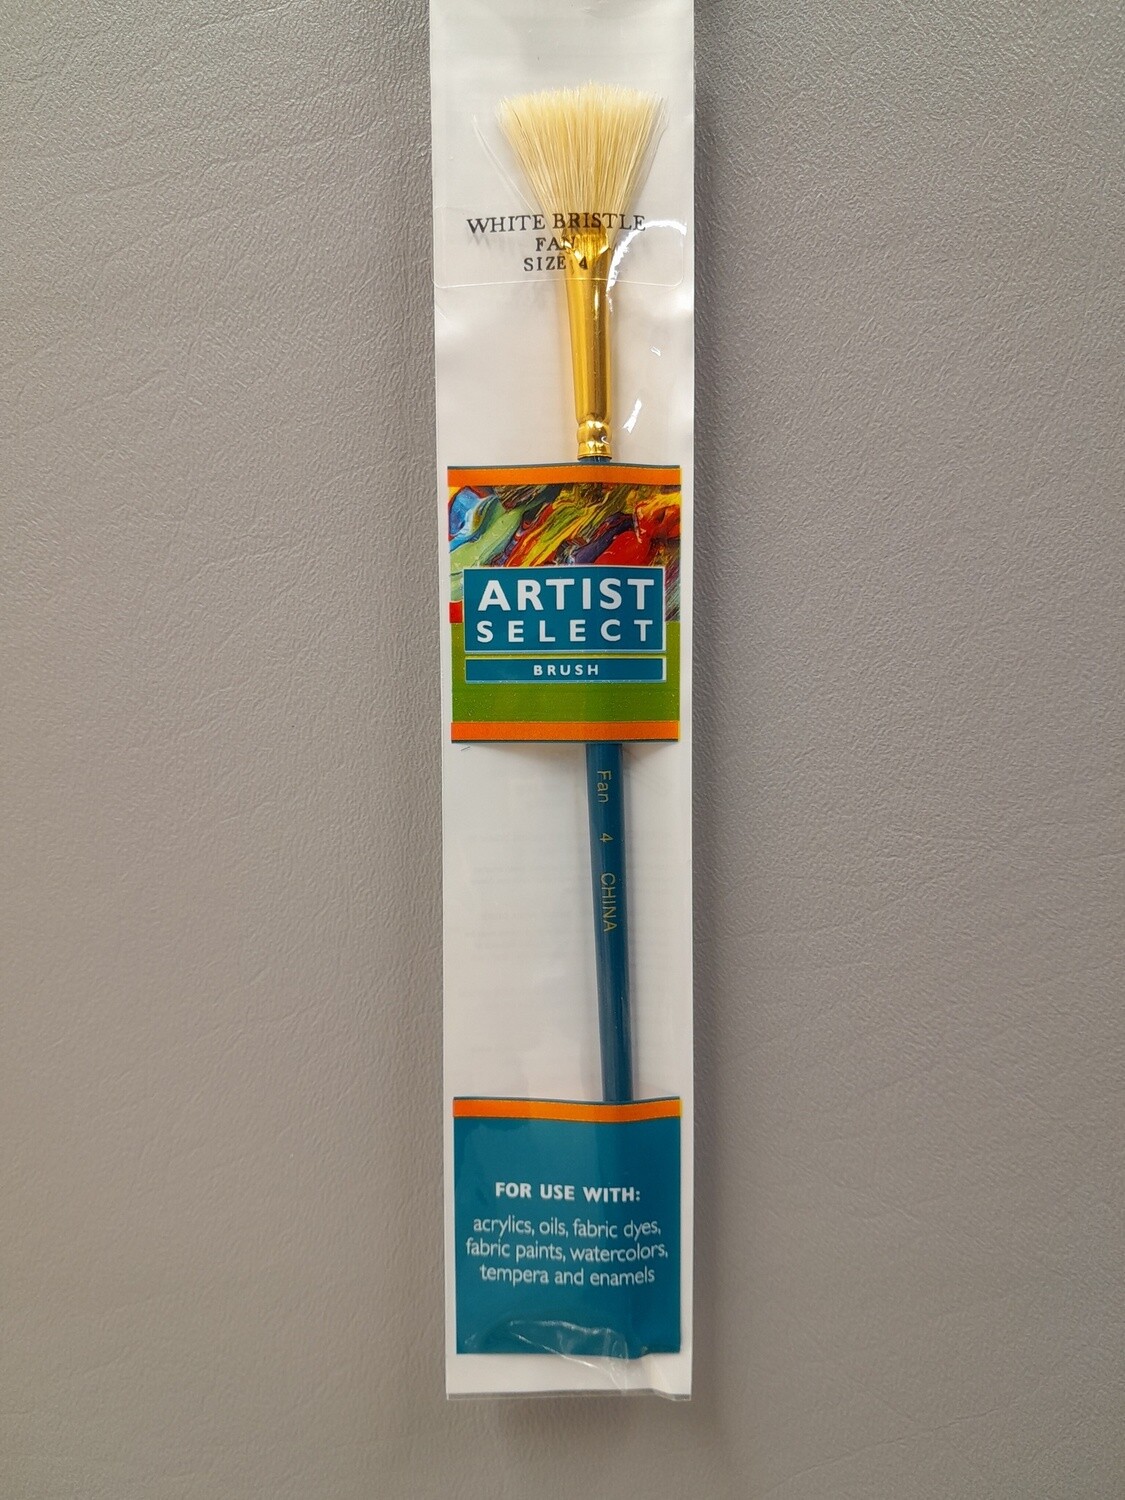 WHITE BRISTLE
FAN
SIZE 4
ARTIST
SELECT
BRUSH
Fan 4 CHINA
FOR USE WITH:
acrylics, oils, fabric dyes,
fabric paints, watercolors,
tempera and enamels